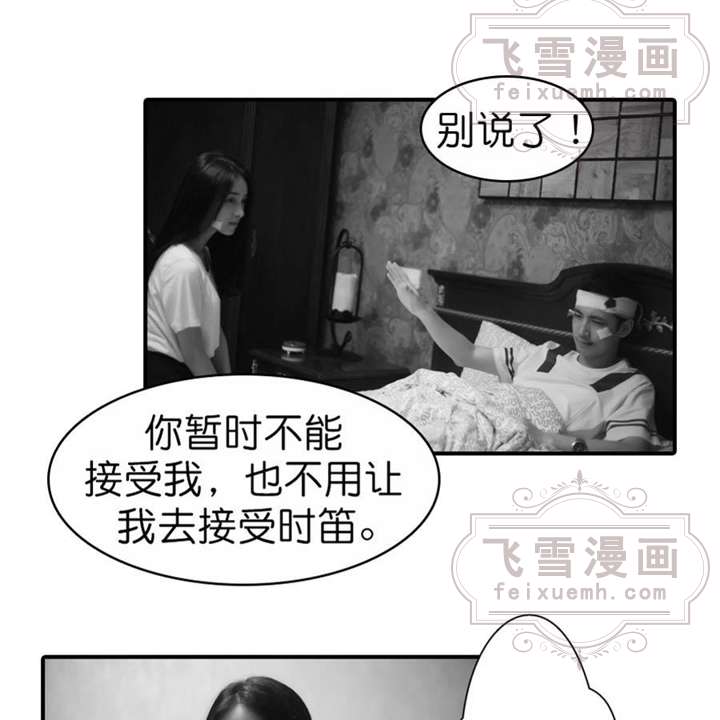 飞雪漫画
feixuemh.com
别说了！
你暂时不能
接受我，也不用让
我去接受时笛。
飞雪漫画
feixuemh.com